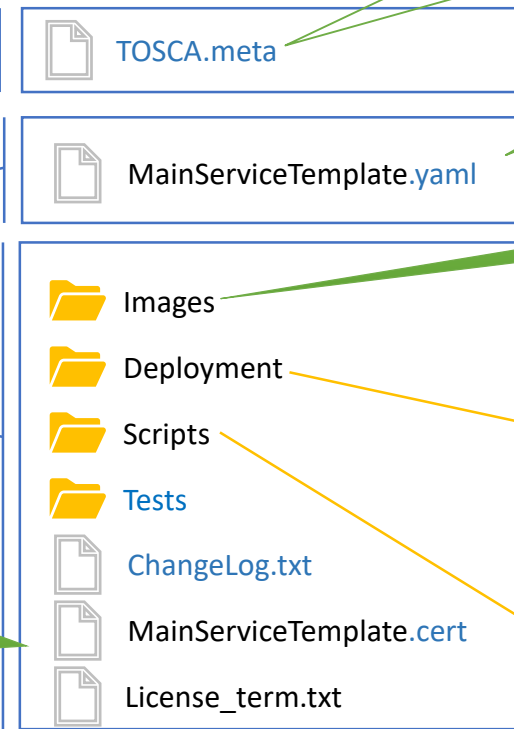 TOSCA.meta
MainServiceTemplate.yaml
Images
Deployment
Scripts
Tests
ChangeLog.txt
MainServiceTemplate.cert
License_term.txt